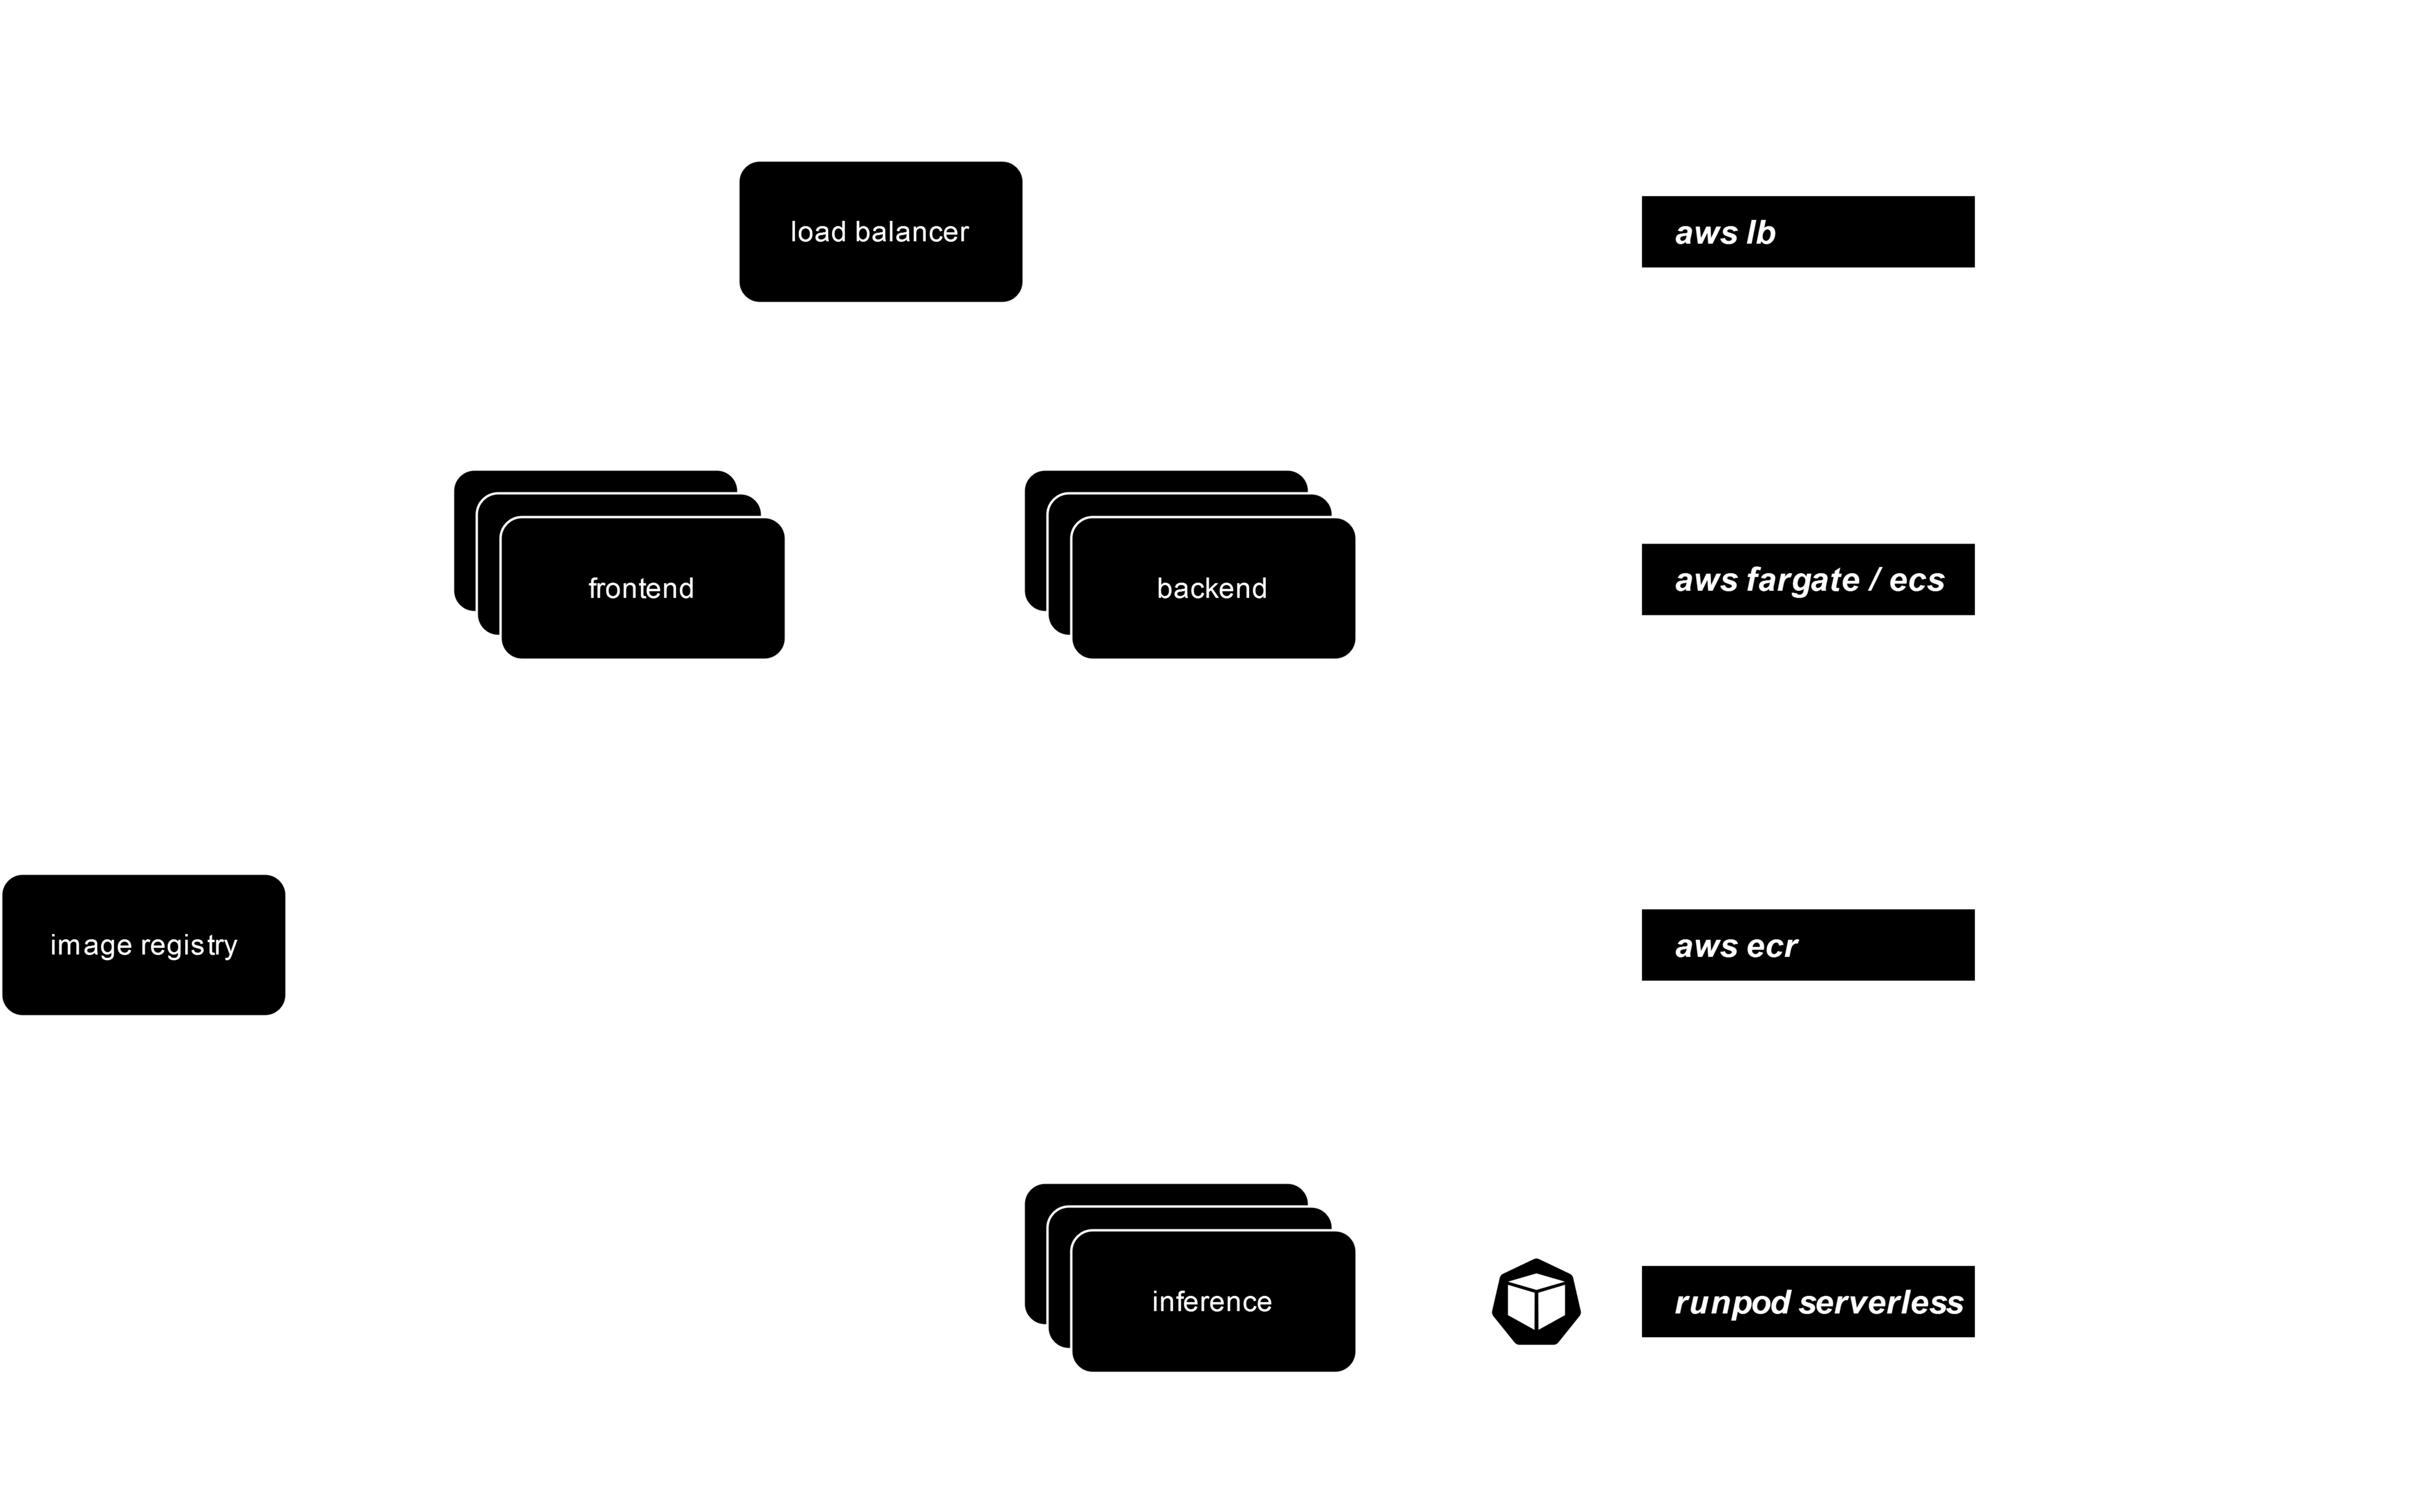 load balancer
aws lb
frontend
backend
aws fargate / ecs
image registry
aws ecr
inference
runpod serverless